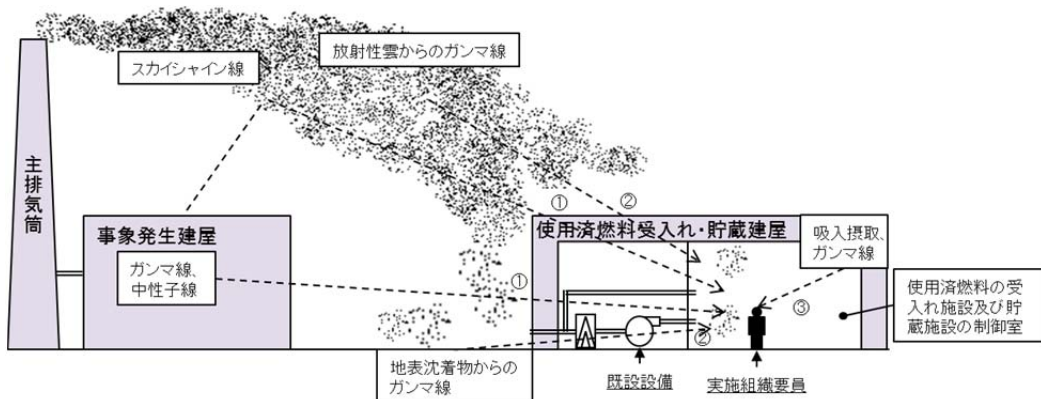 スカイシャイン線
放射性雲からのガンマ線
主排気筒
①
②
事象発生建屋
使用済燃料受入れ・貯蔵建屋
吸入摂取、
ガンマ線
ガンマ線、
中性子線
①
③
使用済燃料の受
入れ施設及び貯
蔵施設の制御室
②
地表沈着物からの
ガンマ線
既設設備
実施組織要員